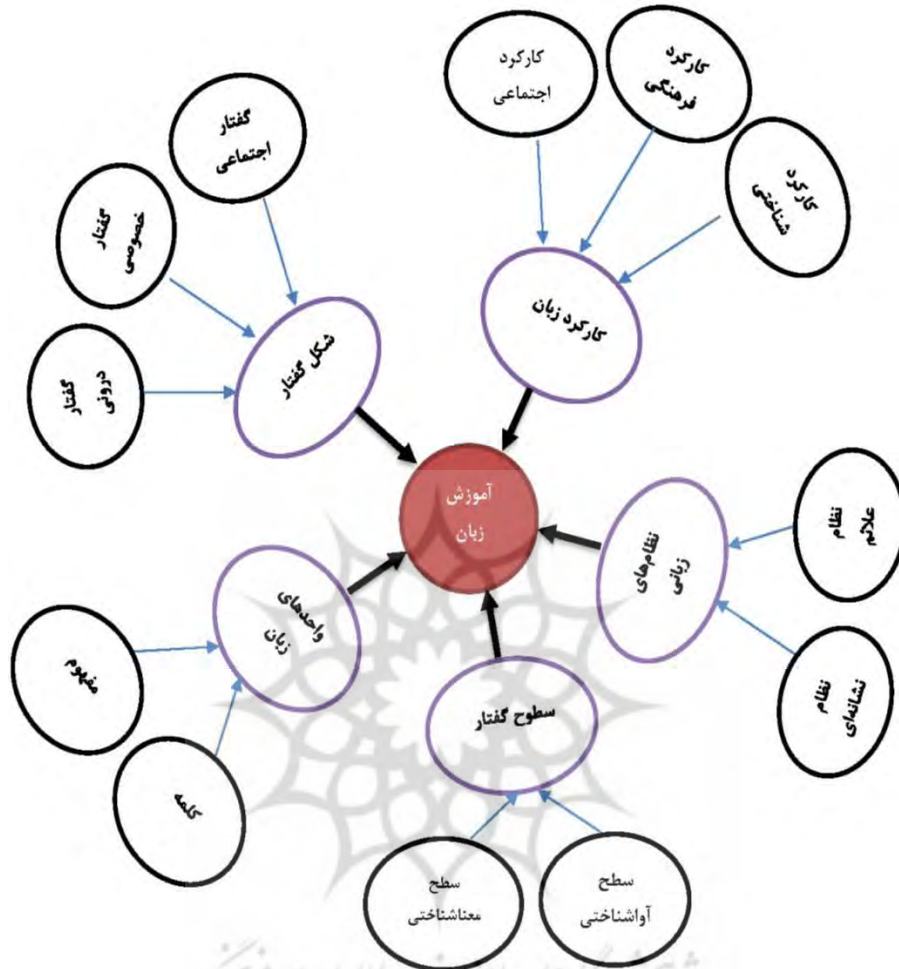 کارکرد
اجتماعی
کارکرد
فرهنگی
کارکرد
شناختی
کارکرد زبان
گفتار
اجتماعی
گفتار
خصوصی
گفتار
درونی
شکل گفتار
آموزش
زبان
نظام
علائم
نظام
نشانه‌ای
نظام‌های
زبانی
واحدهای
زبان
مفهوم
کلمه
سطوح گفتار
سطح
آواشناختی
سطح
معناشناختی